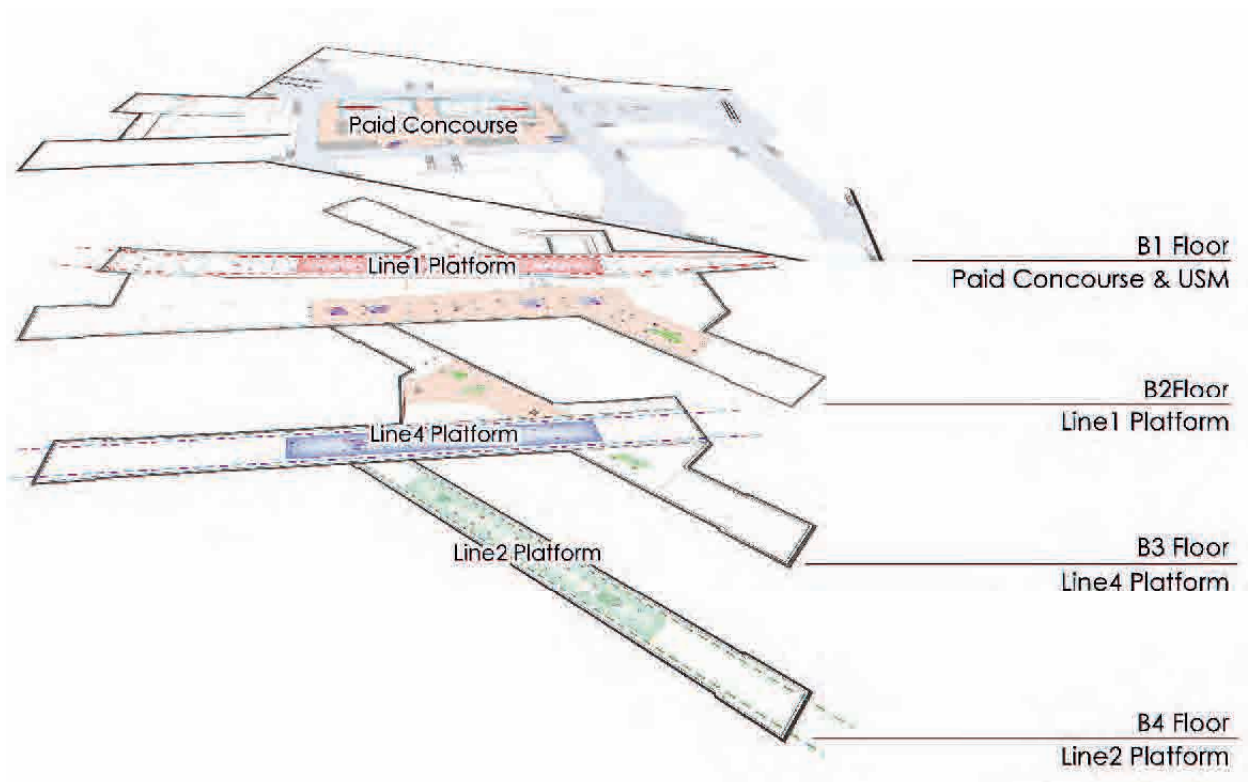 Paid Concourse
B1 Floor
Paid Concourse & USM
Line1 Platform
B2Floor
Line1 Platform
Line4 Platform
B3 Floor
Line4 Platform
Line2 Platform
B4 Floor
Line2 Platform